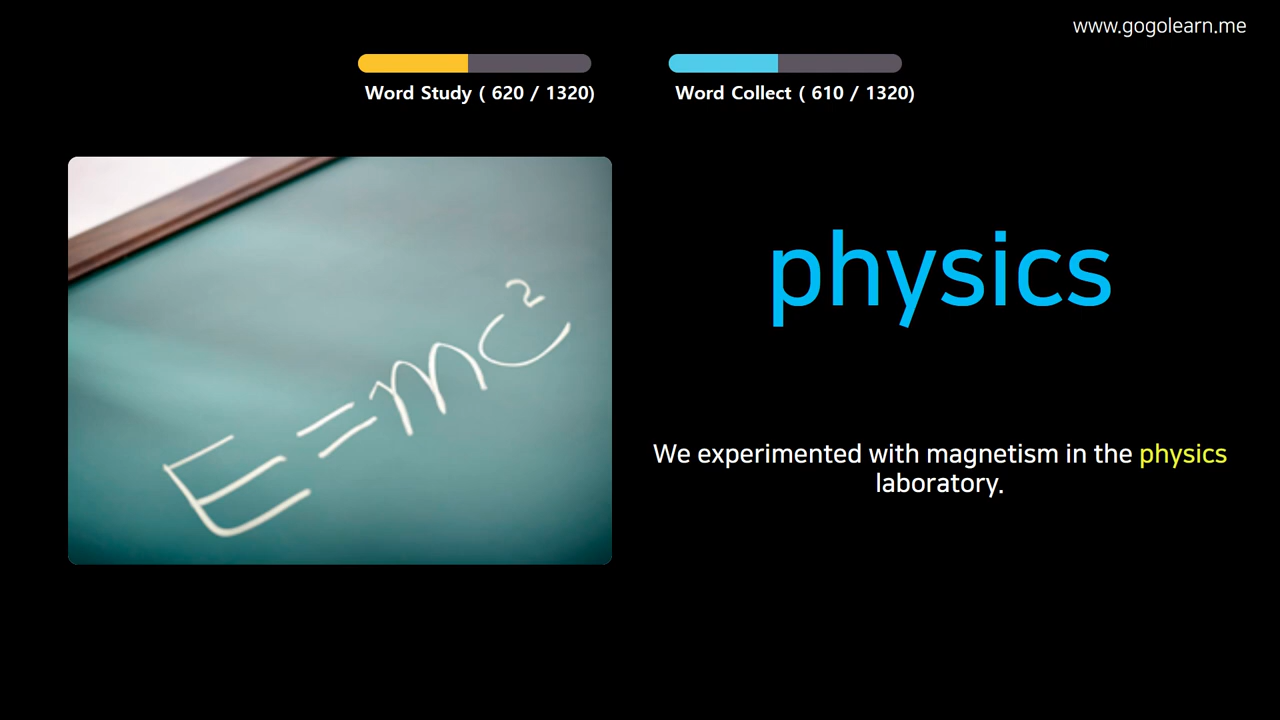 www.gogolearn.me
Word Study ( 620 / 1320)
Word Collect ( 610 / 1320)
E=mc²
physics
We experimented with magnetism in the physics
laboratory.